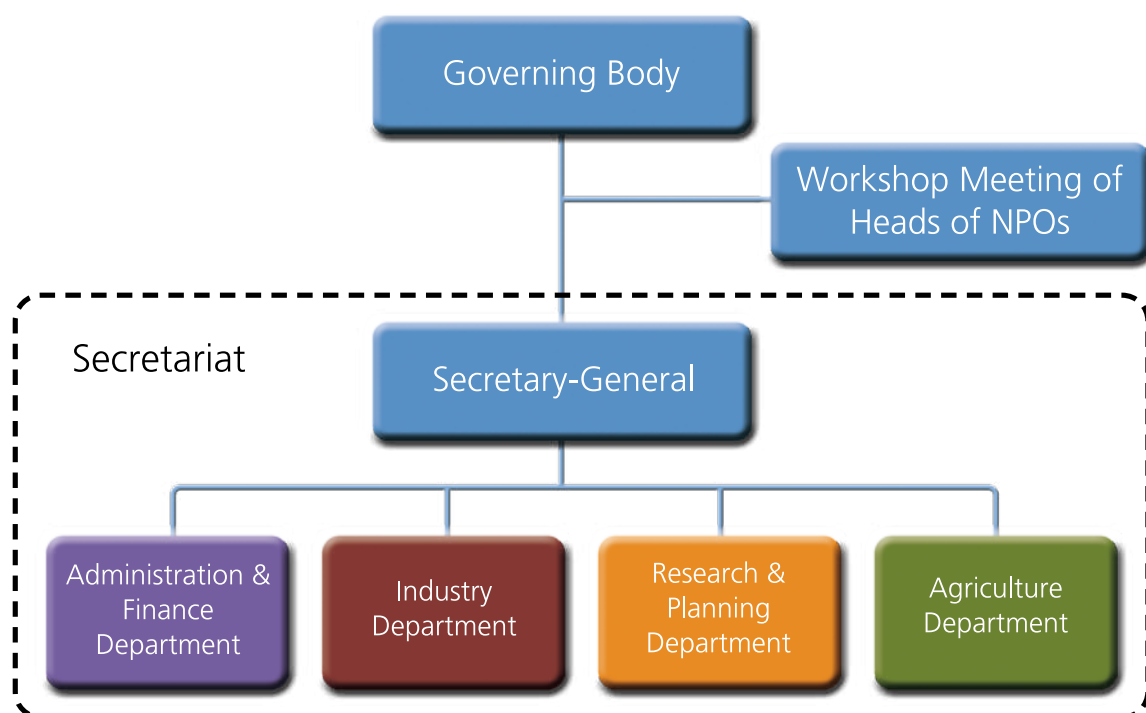 Governing Body
Workshop Meeting of
Heads of NPOs
Secretariat
Secretary-General
Administration &
Finance
Department
Industry
Department
Research &
Planning
Department
Agriculture
Department